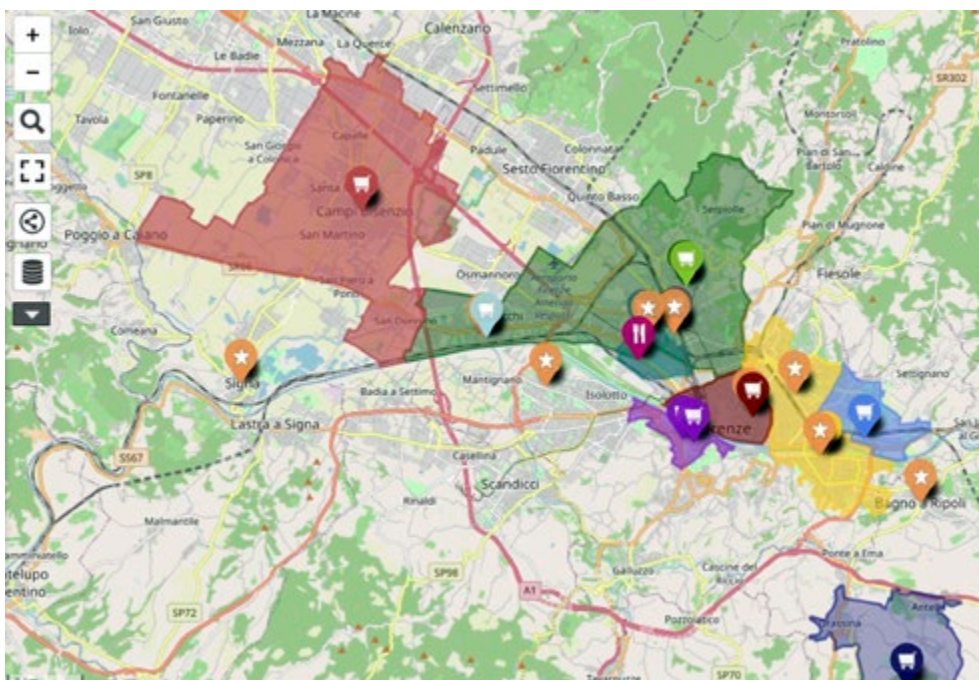 La Macine
San Giusto
Iolo
Calenzano
Mezzana
La Querce
Le Badie
Pratolino
SR302
Settimello
Fontanelle
Tavola
Paperino
Montorsoli
Capalle
Padule
Colonnata
San Giorgio
a Colonica
Pian di San
Bartolo
Caldine
SP8
Sesto Fiorentino
Santa
Quinto Basso
Campi Bisenzio
Serpiolle
Poggio a Caiano
San Martino
Pian di Mugnone
Osmannoro
Fiesole
San Piero a
Ponti
San Donnino
Comeana
Settignano
Signa
Badia a Settimo
Mantignano
Isolotto
Lastra a Signa
Firenze
S567
Casellina
Scandicci
Rinaldi
Bagno a Ripoli
Malmantile
Ponte a Ema
SP98
Galluzzo
Cascine del
Riccio
A1
SP72
Pozzolatico
Antella
Grassina
SP70
Tavarnuzze